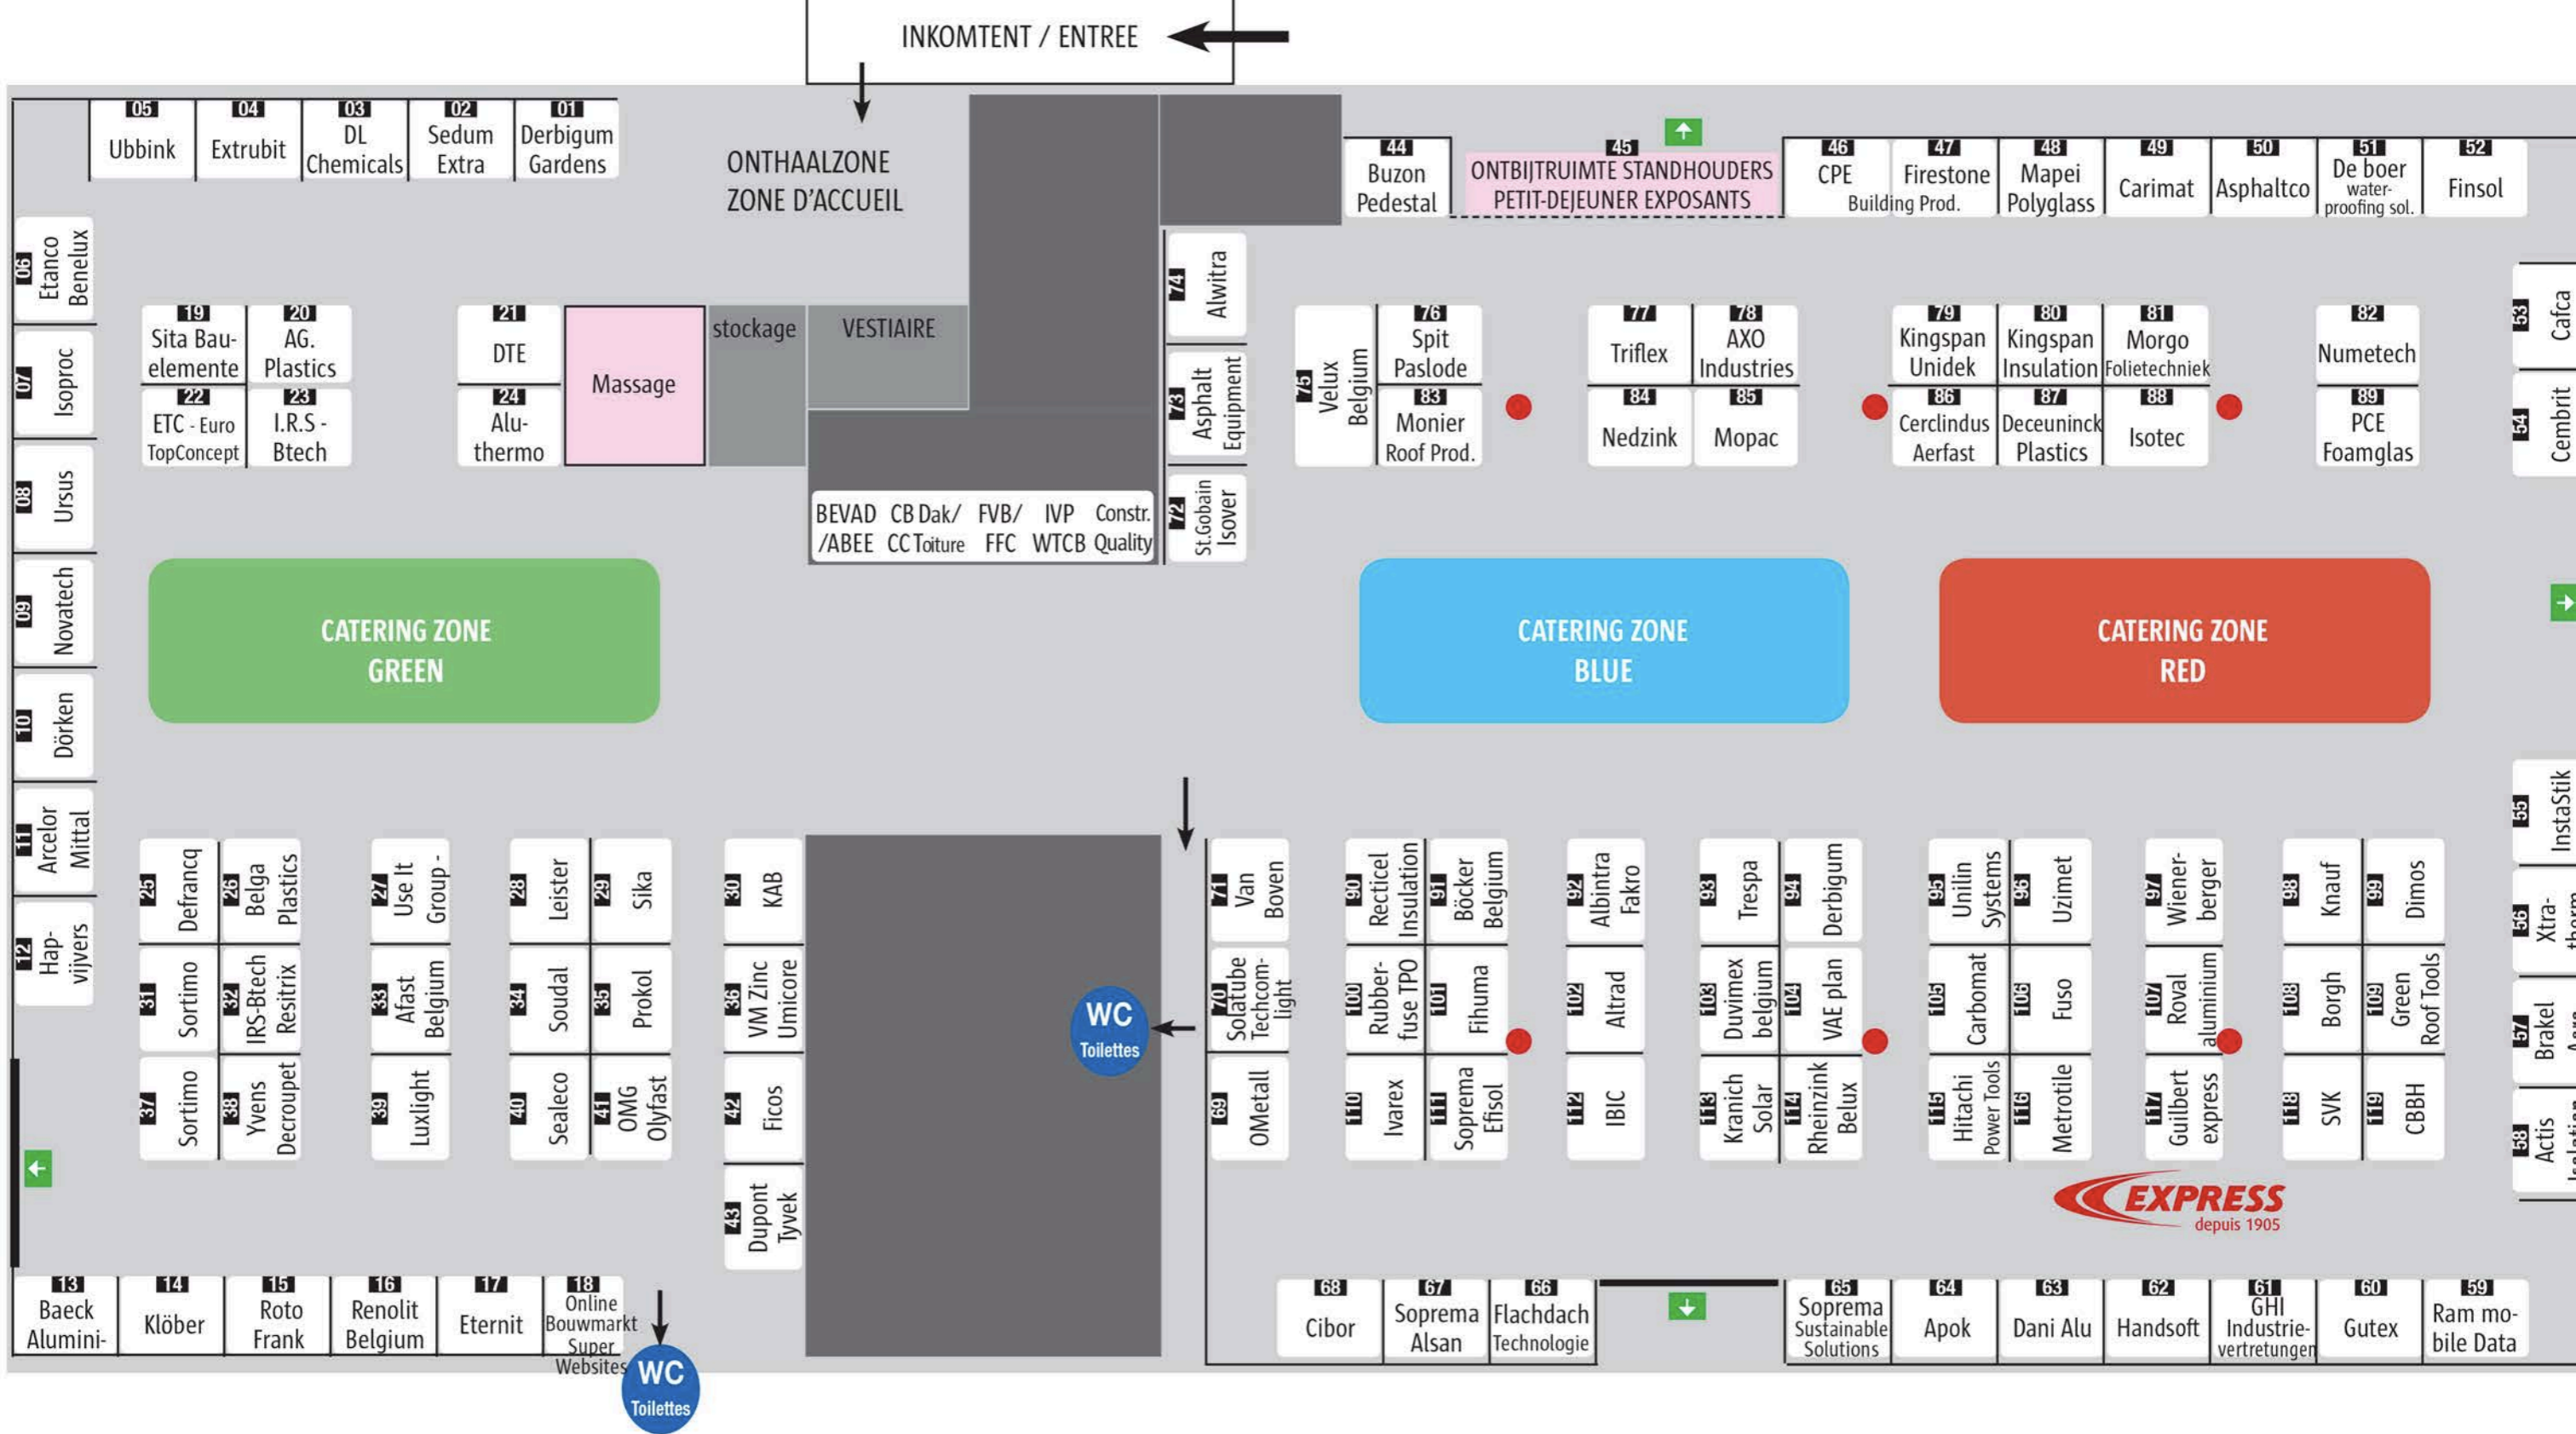 INKOMTENT / ENTREE
05
Ubbink
04
Extrubit
03
DL
Chemicals
02
Sedum
Extra
01
Derbigum
Gardens
ONTHAALZONE
ZONE D'ACCUEIL
44
Buzon
Pedestal
45
ONTBIJTRUIMTE STANDHOUDERS
PETIT-DEJEUNER EXPOSANTS
46
CPE
47
Firestone
Building Prod.
48
Mapei
Polyglass
49
Carimat
50
Asphaltco
51
De boer
water-
proofing sol.
52
Finsol
06
Etanco
Benelux
07
Isoproc
08
Ursus
09
Novatech
10
Dörken
11
Arcelor
Mittal
12
Hap-
vijvers
19
Sita Bau-
elemente
20
AG.
Plastics
22
ETC - Euro
TopConcept
23
I.R.S -
Btech
21
DTE
24
Alu-
thermo
Massage
stockage
VESTIAIRE
BEVAD
/ABEE
CB Dak/
CC Toiture
FVB/
FFC
IVP
WTCB
Constr.
Quality
74
Alwitra
73
Asphalt
Equipment
72
St.Gobain
Isover
75
Velux
Belgium
76
Spit
Paslode
83
Monier
Roof Prod.
77
Triflex
78
AXO
Industries
84
Nedzink
85
Mopac
79
Kingspan
Unidek
80
Kingspan
Insulation
81
Morgo
Folietechniek
86
Cerclindus
Aerfast
87
Deceuninck
Plastics
88
Isotec
82
Numetech
89
PCE
Foamglas
53
Cafca
54
Cembrit
CATERING ZONE
GREEN
CATERING ZONE
BLUE
CATERING ZONE
RED
25
Defrancq
26
Belga
Plastics
27
Use It
Group -
28
Leister
29
Sika
30
KAB
31
Sortimo
32
IRS-Btech
Resitrix
33
Afast
Belgium
34
Soudal
35
Prokol
36
VM Zinc
Umicore
37
Sortimo
38
Yvens
Decroupet
39
Luxlight
40
Sealeco
41
OMG
Olyfast
42
Ficos
43
Dupont
Tyvek
WC
Toilettes
71
Van
Boven
70
Solatube
Techcom-
light
69
OMetall
90
Recticel
Insulation
91
Böcker
Belgium
92
Albintra
Fakro
93
Trespa
94
Derbigum
95
Unilin
Systems
96
Uzimet
97
Wiener-
berger
98
Knauf
99
Dimos
100
Rubber-
fuse TPO
101
Fihuma
102
Altrad
103
Duvimex
belgium
104
VAE plan
105
Carbomat
106
Fuso
107
Roval
aluminium
108
Borgh
109
Green
Roof Tools
110
Ivarex
111
Soprema
Efisol
112
IBIC
113
Kranich
Solar
114
Rheinzink
Belux
115
Hitachi
Power Tools
116
Metrotile
117
Guilbert
express
118
SVK
119
CBBH
55
InstaStik
56
Xtra-
57
Brakel
58
Actis
EXPRESS
depuis 1905
13
Baeck
Alumini-
14
Klöber
15
Roto
Frank
16
Renolit
Belgium
17
Eternit
18
Online
Bouwmarkt
Super
Websites
WC
Toilettes
68
Cibor
67
Soprema
Alsan
66
Flachdach
Technologie
65
Soprema
Sustainable
Solutions
64
Apok
63
Dani Alu
62
Handsoft
61
GHI
Industrie-
vertretungen
60
Gutex
59
Ram mo-
bile Data